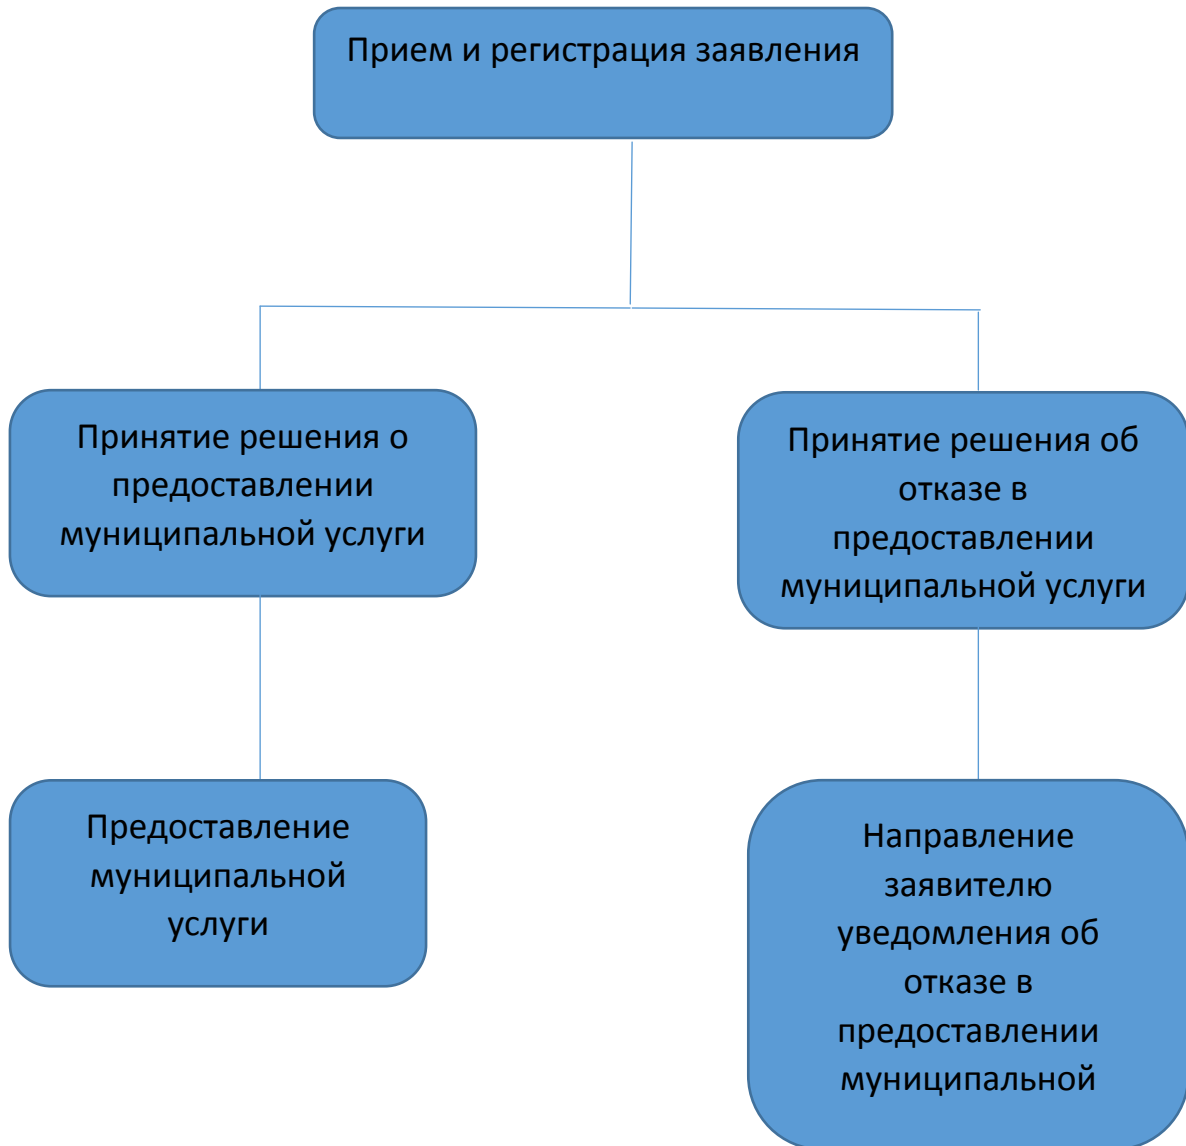 Прием и регистрация заявления
Принятие решения о
предоставлении
муниципальной услуги
Принятие решения об
отказе в
предоставлении
муниципальной услуги
Предоставление
муниципальной
услуги
Направление
заявителю
уведомления об
отказе в
предоставлении
муниципальной